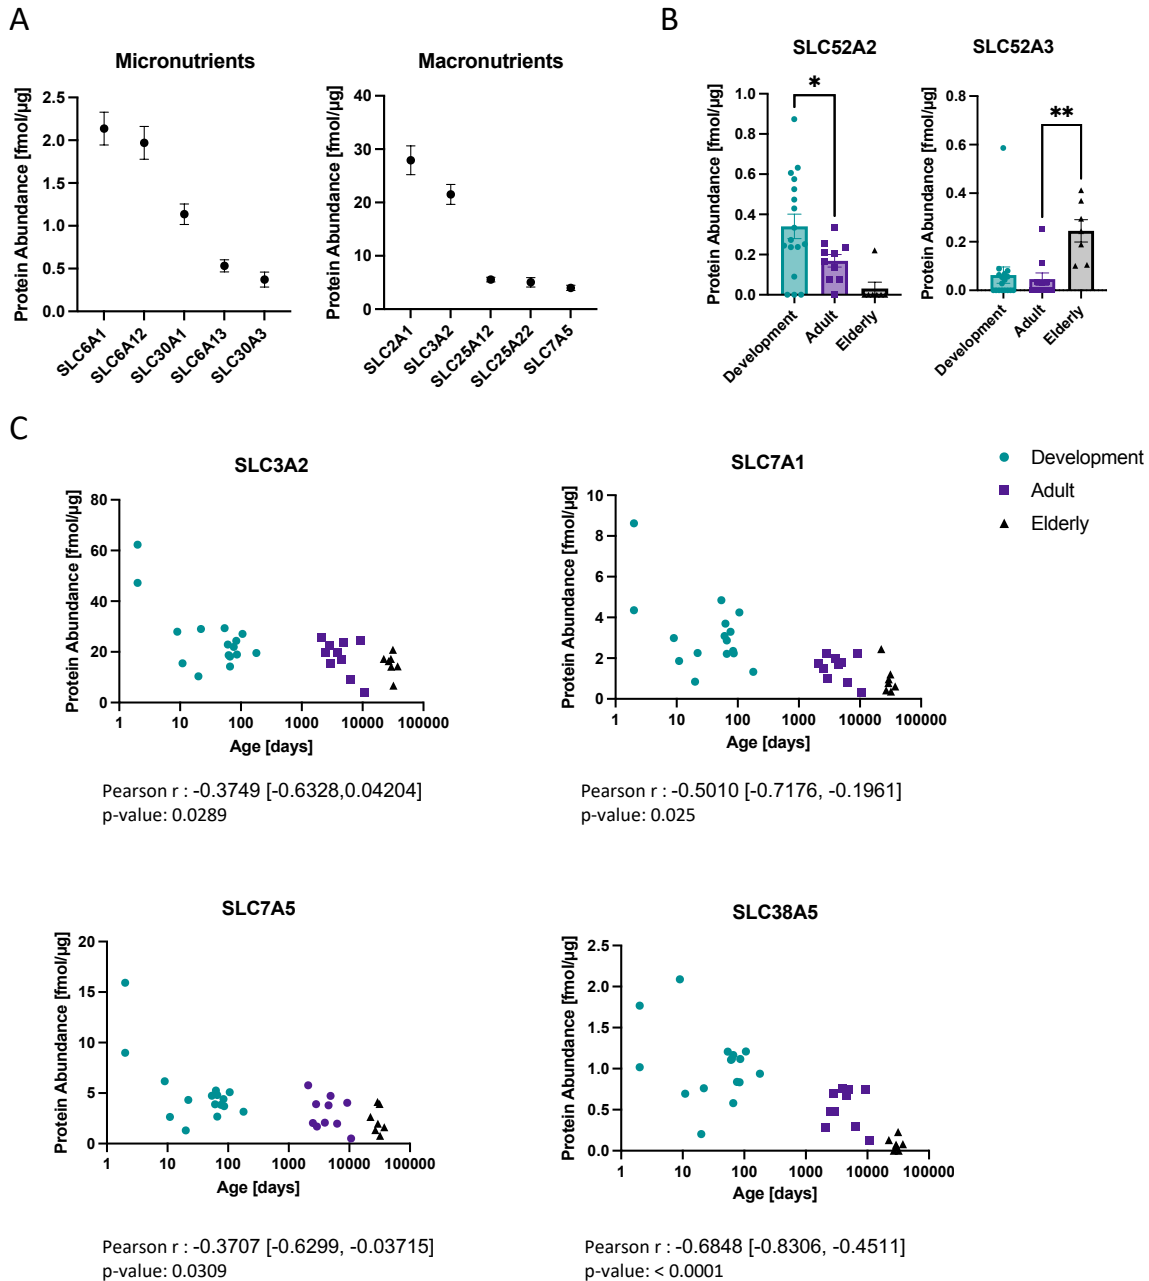 A
Micronutrients
Protein Abundance [fmol/µg]
2.5
2.0
1.5
1.0
0.5
0.0
SLC6A1
SLC6A12
SLC30A1
SLC6A13
SLC30A3
Macronutrients
Protein Abundance [fmol/µg]
40
30
20
10
0
SLC2A1
SLC3A2
SLC25A12
SLC25A22
SLC7A5
B
SLC52A2
Protein Abundance [fmol/µg]
1.0
0.8
0.6
0.4
0.2
0.0
*
Development
Adult
Elderly
SLC52A3
Protein Abundance [fmol/µg]
0.8
0.6
0.4
0.2
0.0
**
Development
Adult
Elderly
C
SLC3A2
Protein Abundance [fmol/µg]
80
60
40
20
0
1 10 100 1000 10000 100000
Age [days]
Pearson r : -0.3749 [-0.6328,0.04204]
p-value: 0.0289
SLC7A1
Protein Abundance [fmol/µg]
10
8
6
4
2
0
1 10 100 1000 10000 100000
Age [days]
Pearson r : -0.5010 [-0.7176, -0.1961]
p-value: 0.025
Development
Adult
Elderly
SLC7A5
Protein Abundance [fmol/µg]
20
15
10
5
0
1 10 100 1000 10000 100000
Age [days]
Pearson r : -0.3707 [-0.6299, -0.03715]
p-value: 0.0309
SLC38A5
Protein Abundance [fmol/µg]
2.5
2.0
1.5
1.0
0.5
0.0
1 10 100 1000 10000 100000
Age [days]
Pearson r : -0.6848 [-0.8306, -0.4511]
p-value: < 0.0001